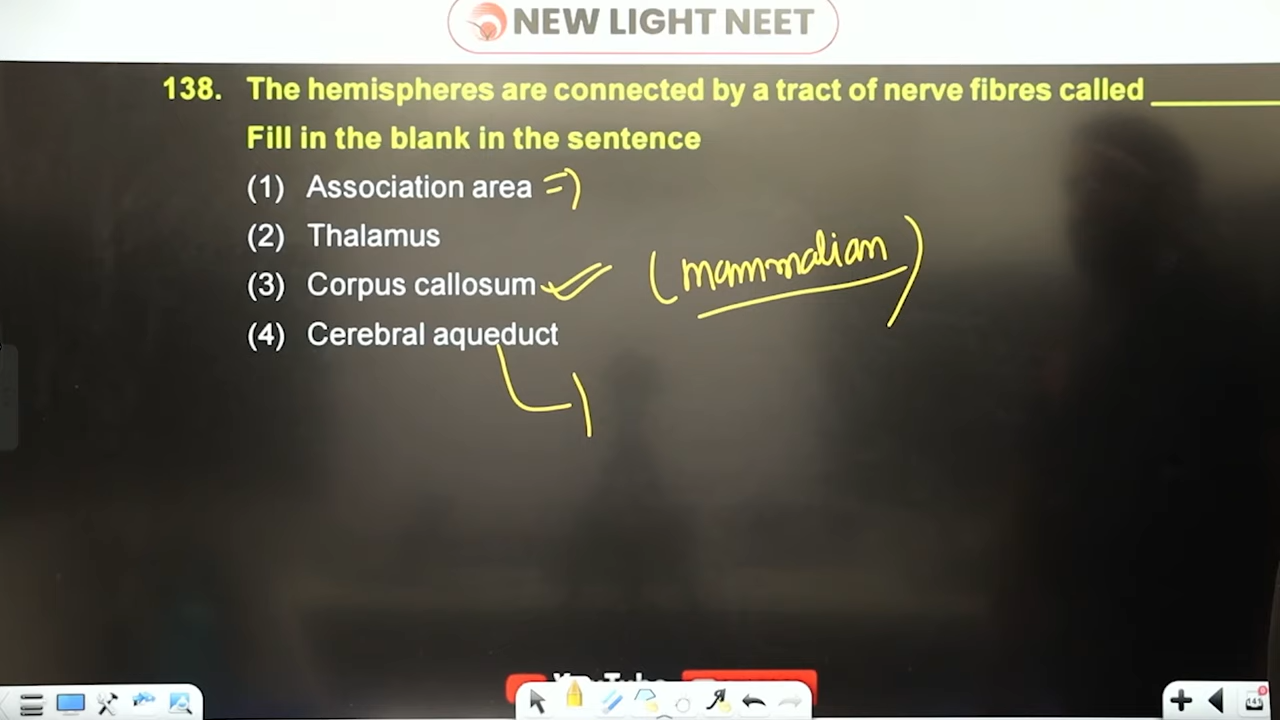 NEW LIGHT NEET
138. The hemispheres are connected by a tract of nerve fibres called ________
Fill in the blank in the sentence
(1) Association area =)
(2) Thalamus
(3) Corpus callosum (mammalian)
(4) Cerebral aqueduct